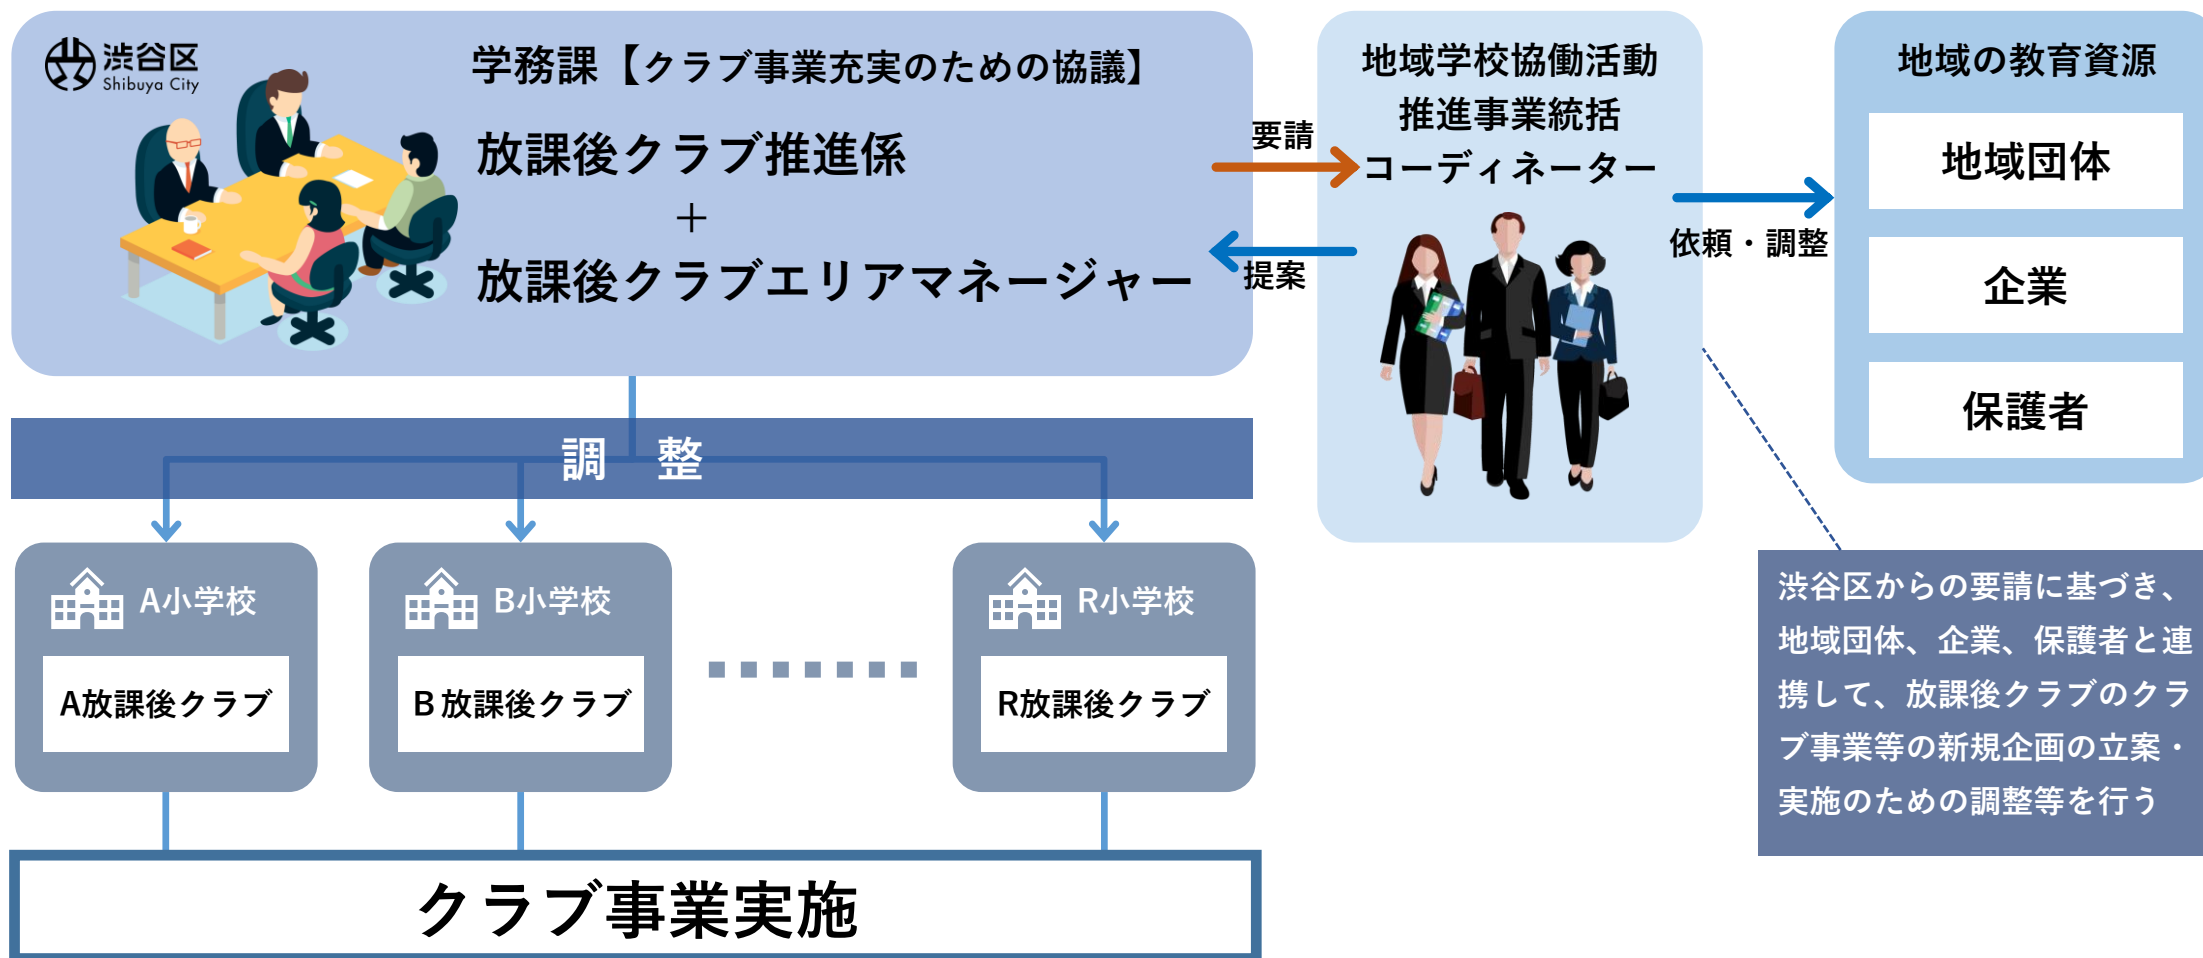 渋谷区
Shibuya City
学務課【クラブ事業充実のための協議】
放課後クラブ推進係
＋
放課後クラブエリアマネージャー
要請
提案
地域学校協働活動
推進事業統括
コーディネーター
依頼・調整
地域の教育資源
地域団体
企業
保護者
調　整
A小学校
A放課後クラブ
B小学校
B放課後クラブ
R小学校
R放課後クラブ
渋谷区からの要請に基づき、
地域団体、企業、保護者と連
携して、放課後クラブのクラ
ブ事業等の新規企画の立案・
実施のための調整等を行う
クラブ事業実施